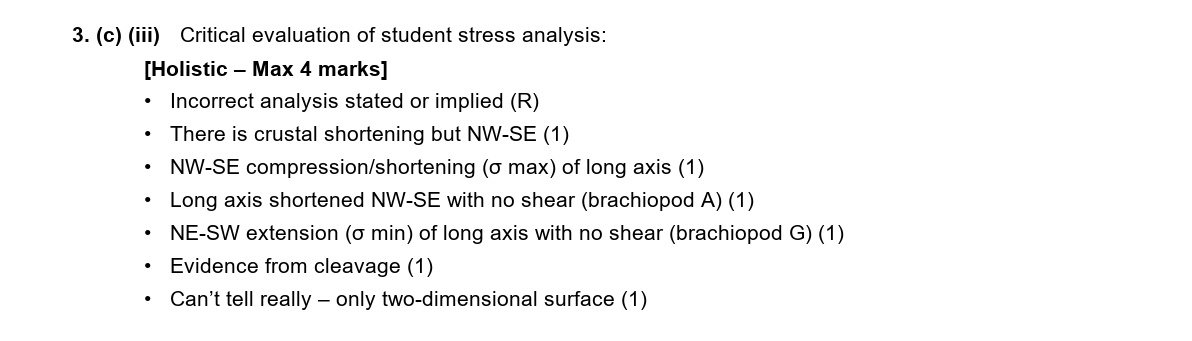 3. (c) (iii) Critical evaluation of student stress analysis:
[Holistic – Max 4 marks]
• Incorrect analysis stated or implied (R)
• There is crustal shortening but NW-SE (1)
• NW-SE compression/shortening (σ max) of long axis (1)
• Long axis shortened NW-SE with no shear (brachiopod A) (1)
• NE-SW extension (σ min) of long axis with no shear (brachiopod G) (1)
• Evidence from cleavage (1)
• Can’t tell really – only two-dimensional surface (1)